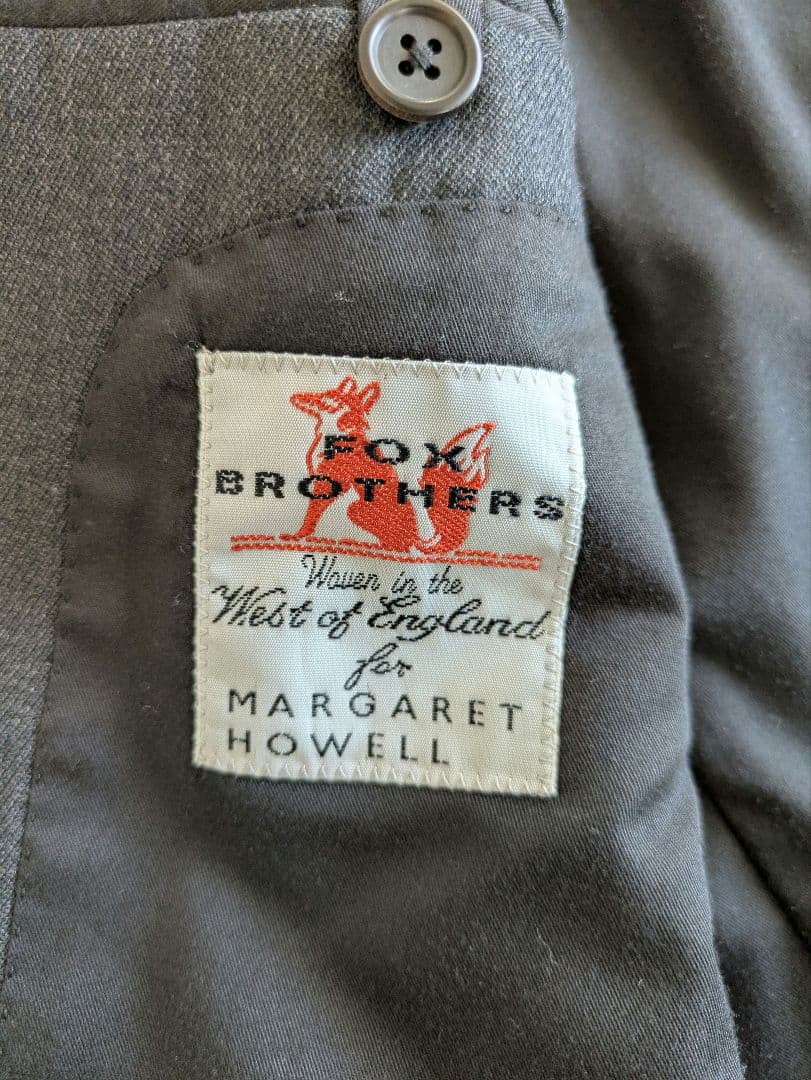 FOX
BROTHERS
Woven in the
West of England
for
MARGARET
HOWELL